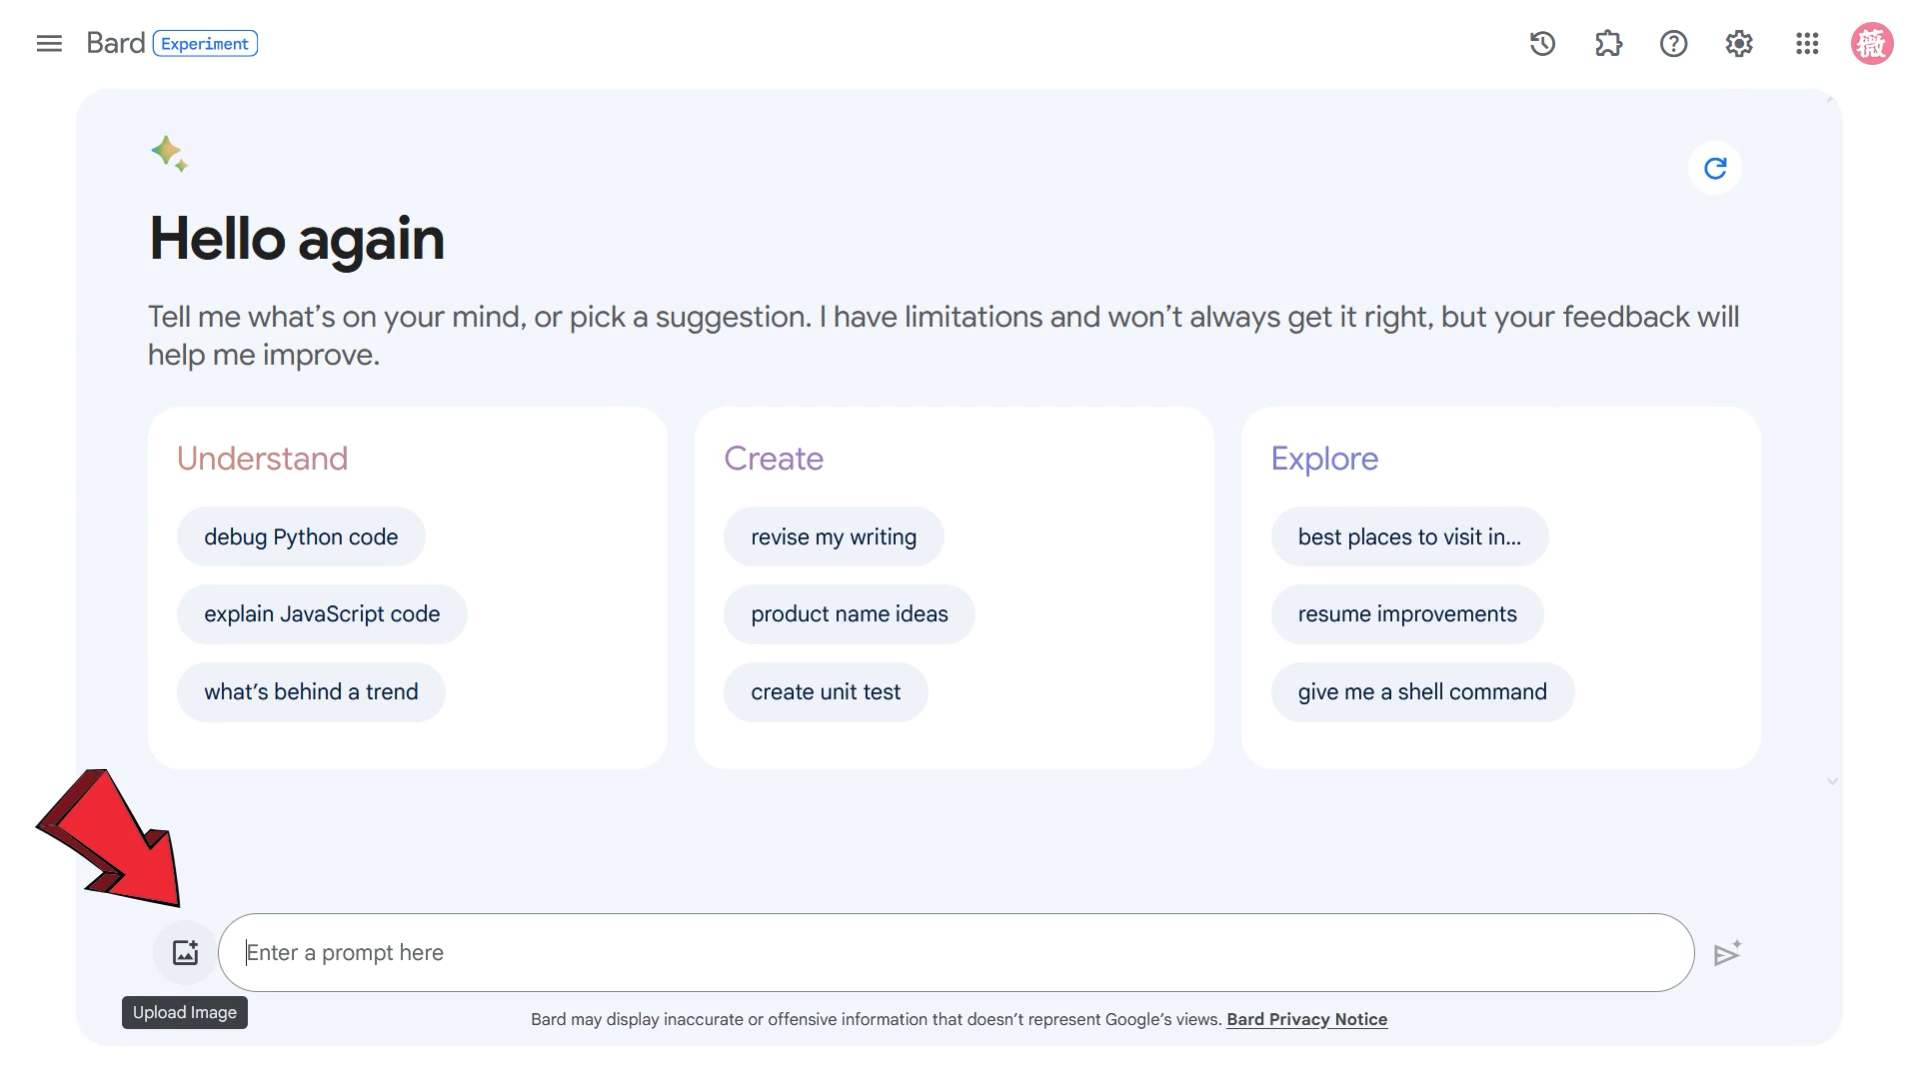 Bard Experiment
薇
Hello again
Tell me what’s on your mind, or pick a suggestion. I have limitations and won’t always get it right, but your feedback will
help me improve.
Understand
debug Python code
explain JavaScript code
what’s behind a trend
Create
revise my writing
product name ideas
create unit test
Explore
best places to visit in...
resume improvements
give me a shell command
Enter a prompt here
Upload Image
Bard may display inaccurate or offensive information that doesn’t represent Google’s views. Bard Privacy Notice